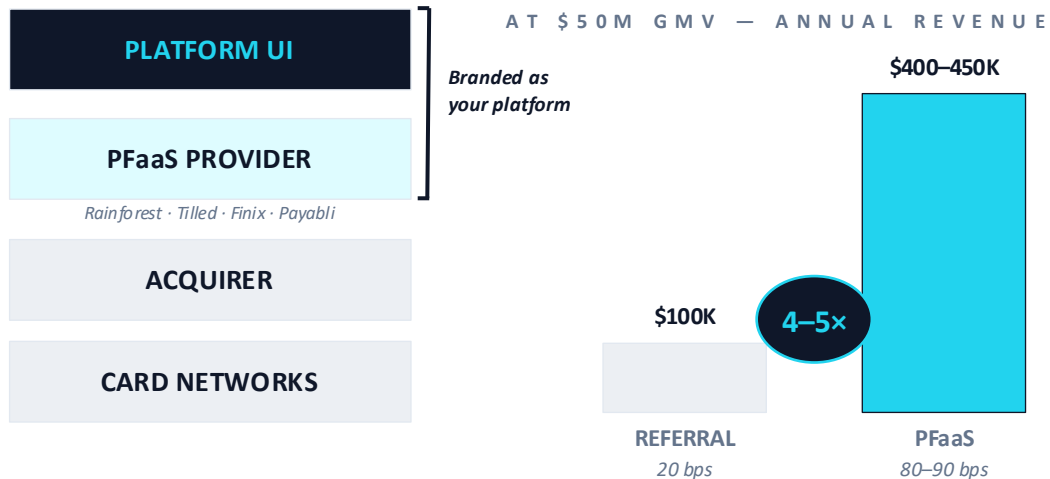 PLATFORM UI
Branded as
your platform
PFaaS PROVIDER
Rainforest · Tilled · Finix · Payabli
ACQUIRER
CARD NETWORKS
AT $50M GMV — ANNUAL REVENUE
$400–450K
$100K
4–5×
REFERRAL
20 bps
PFaaS
80–90 bps